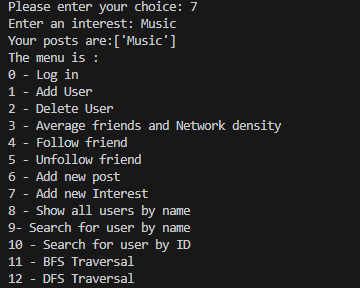 Please enter your choice: 7
Enter an interest: Music
Your posts are:['Music']
The menu is :
0 - Log in
1 - Add User
2 - Delete User
3 - Average friends and Network density
4 - Follow friend
5 - Unfollow friend
6 - Add new post
7 - Add new Interest
8 - Show all users by name
9- Search for user by name
10 - Search for user by ID
11 - BFS Traversal
12 - DFS Traversal